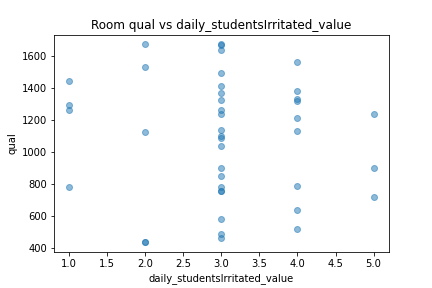 Room qual vs daily_studentsIrritated_value
1600
1400
1200
1000
800
600
400
qual
1.0 1.5 2.0 2.5 3.0 3.5 4.0 4.5 5.0
daily_studentsIrritated_value